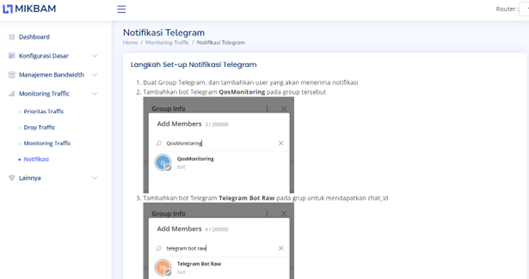 MIKBAM
Router :
Dashboard
Konfigurasi Dasar
Manajemen Bandwidth
Monitoring Traffic
Prioritas Traffic
Drop Traffic
Monitoring Traffic
Notifikasi
Lainnya
Notifikasi Telegram
Home / Monitoring Traffic / Notifikasi Telegram
Langkah Set-up Notifikasi Telegram
1. Buat Group Telegram, dan tambahkan user yang akan menerima notifikasi
2. Tambahkan bot Telegram QosMonitoring pada group tersebut
Group Info
Add Members 5 / 200000
QosMonitoring
QosMonitoring
bot
3. Tambahkan bot Telegram Telegram Bot Raw pada grup untuk mendapatkan chat_id
Group Info
Add Members 6 / 200000
telegram bot raw
Telegram Bot Raw
bot